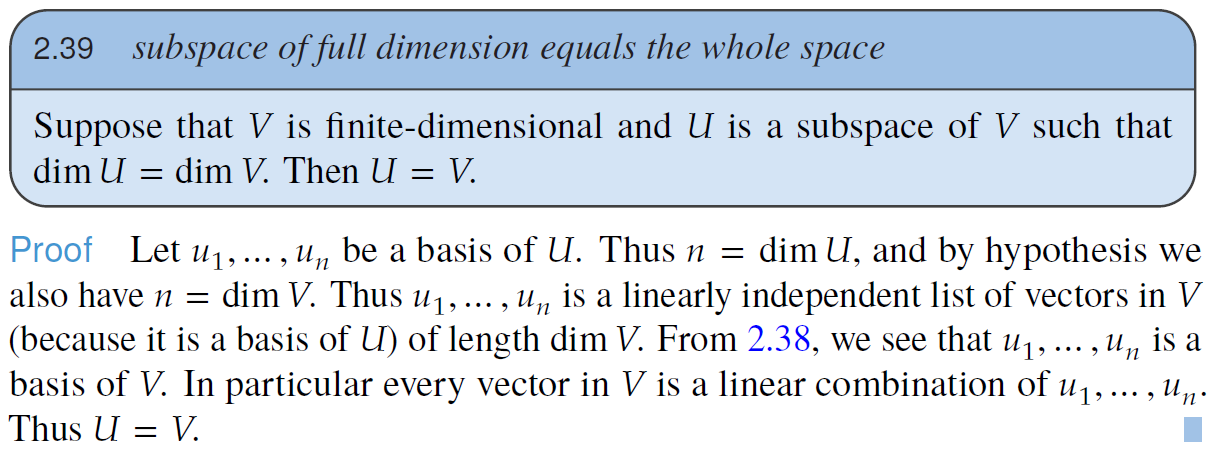 2.39 subspace of full dimension equals the whole space
Suppose that V is finite-dimensional and U is a subspace of V such that
dim U = dim V. Then U = V.
Proof Let u₁, … , uₙ be a basis of U. Thus n = dim U, and by hypothesis we
also have n = dim V. Thus u₁, … , uₙ is a linearly independent list of vectors in V
(because it is a basis of U) of length dim V. From 2.38, we see that u₁, … , uₙ is a
basis of V. In particular every vector in V is a linear combination of u₁, … , uₙ.
Thus U = V.